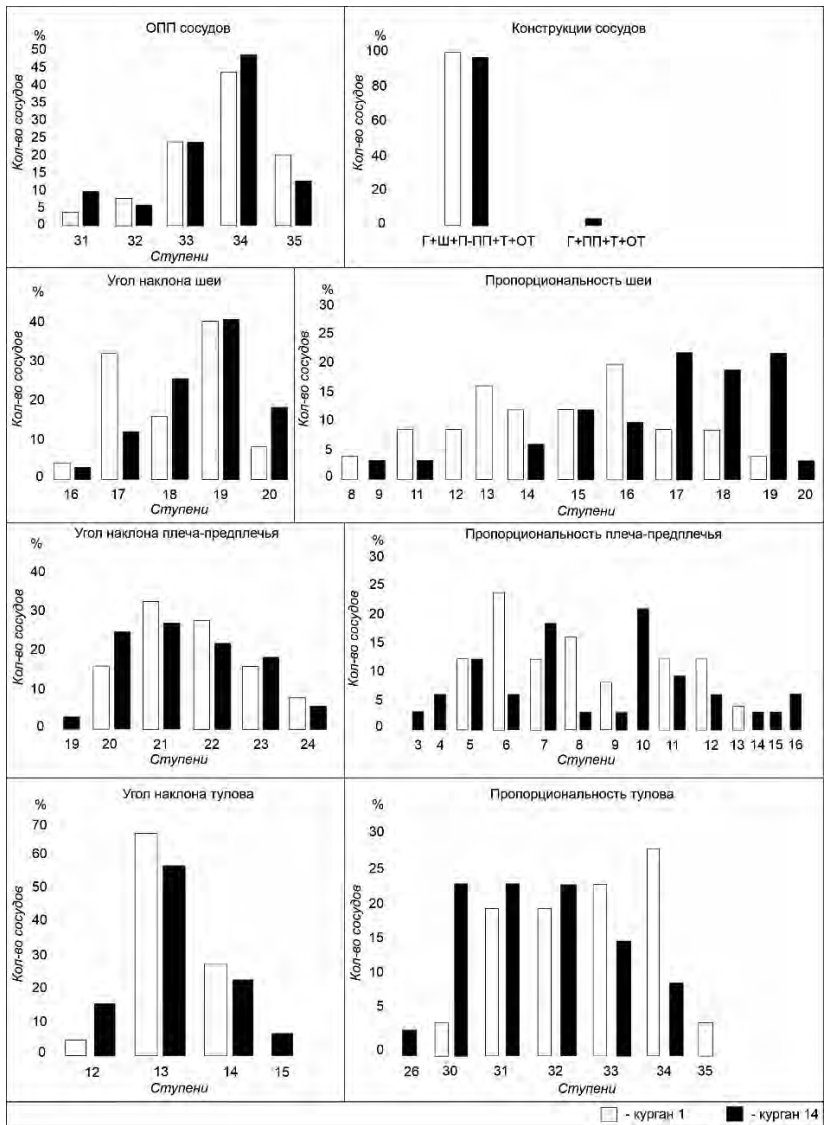 ОПП сосудов
%
Кол-во сосудов
50
45
40
35
30
25
20
15
10
5
0
31 32 33 34 35
Ступени
Конструкции сосудов
%
Кол-во сосудов
100
80
60
40
20
0
Г+Ш+П-ПП+Т+ОТ Г+ПП+Т+ОТ
Угол наклона шеи
%
Кол-во сосудов
40
30
20
10
0
16 17 18 19 20
Ступени
Пропорциональность шеи
%
Кол-во сосудов
30
25
20
15
10
5
0
8 9 11 12 13 14 15 16 17 18 19 20
Ступени
Угол наклона плеча-предплечья
%
Кол-во сосудов
40
30
20
10
0
19 20 21 22 23 24
Ступени
Пропорциональность плеча-предплечья
%
Кол-во сосудов
30
25
20
15
10
5
0
3 4 5 6 7 8 9 10 11 12 13 14 15 16
Ступени
Угол наклона тулова
%
Кол-во сосудов
70
60
50
40
30
20
10
0
12 13 14 15
Ступени
Пропорциональность тулова
%
Кол-во сосудов
30
25
20
15
10
5
0
26 30 31 32 33 34 35
Ступени
- курган 1 - курган 14